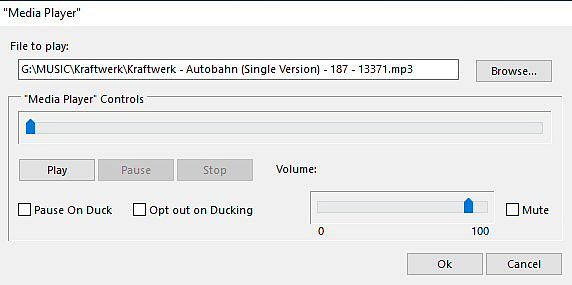 "Media Player"
File to play:
G:\MUSIC\Kraftwerk\Kraftwerk - Autobahn (Single Version) - 187 - 13371.mp3
Browse...
"Media Player" Controls
Play Pause Stop Volume:
Pause On Duck Opt out on Ducking Mute
0 100
Ok Cancel